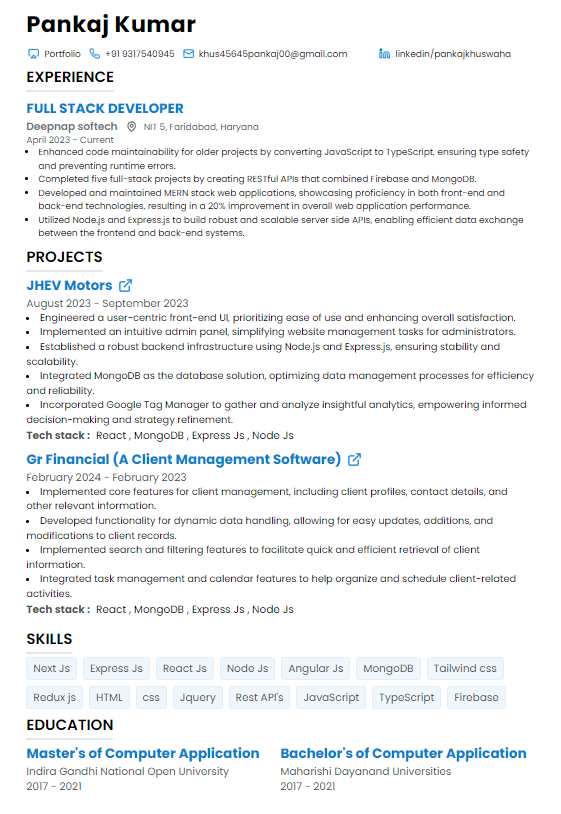 Pankaj Kumar
Portfolio +91 9317540945 khus45645pankaj00@gmail.com linkedin/pankajkhuswaha
EXPERIENCE
FULL STACK DEVELOPER
Deepnap softech NIT 5, Faridabad, Haryana
April 2023 - Current
• Enhanced code maintainability for older projects by converting JavaScript to TypeScript, ensuring type safety
and preventing runtime errors.
• Completed five full-stack projects by creating RESTful APIs that combined Firebase and MongoDB.
• Developed and maintained MERN stack web applications, showcasing proficiency in both front-end and
back-end technologies, resulting in a 20% improvement in overall web application performance.
• Utilized Node.js and Express.js to build robust and scalable server side APIs, enabling efficient data exchange
between the frontend and back-end systems.
PROJECTS
JHEV Motors
August 2023 - September 2023
• Engineered a user-centric front-end UI, prioritizing ease of use and enhancing overall satisfaction.
• Implemented an intuitive admin panel, simplifying website management tasks for administrators.
• Established a robust backend infrastructure using Node.js and Express.js, ensuring stability and
scalability.
• Integrated MongoDB as the database solution, optimizing data management processes for efficiency
and reliability.
• Incorporated Google Tag Manager to gather and analyze insightful analytics, empowering informed
decision-making and strategy refinement.
Tech stack : React , MongoDB , Express Js , Node Js
Gr Financial (A Client Management Software)
February 2024 - February 2023
• Implemented core features for client management, including client profiles, contact details, and
other relevant information.
• Developed functionality for dynamic data handling, allowing for easy updates, additions, and
modifications to client records.
• Implemented search and filtering features to facilitate quick and efficient retrieval of client
information.
• Integrated task management and calendar features to help organize and schedule client-related
activities.
Tech stack : React , MongoDB , Express Js , Node Js
SKILLS
Next Js Express Js React Js Node Js Angular Js MongoDB Tailwind css
Redux js HTML css Jquery Rest API's JavaScript TypeScript Firebase
EDUCATION
Master's of Computer Application Bachelor's of Computer Application
Indira Gandhi National Open University Maharishi Dayanand Universities
2017 - 2021 2017 - 2021